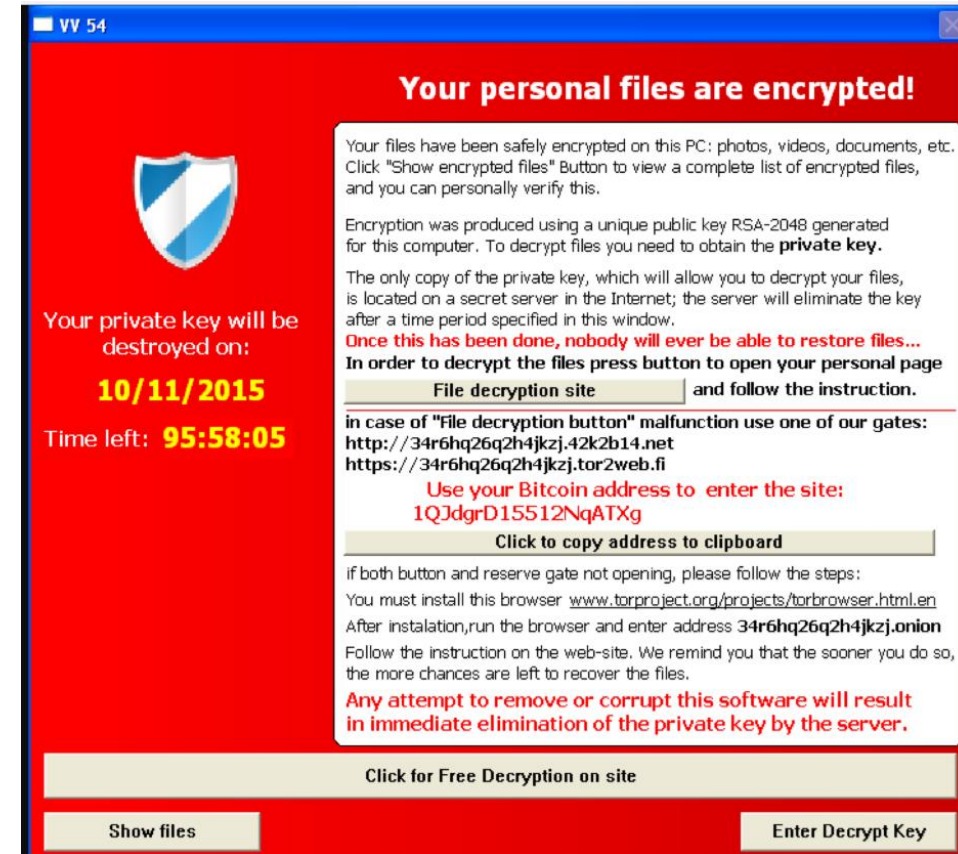 VV 54
Your personal files are encrypted!
Your files have been safely encrypted on this PC: photos, videos, documents, etc.
Click "Show encrypted files" Button to view a complete list of encrypted files,
and you can personally verify this.
Encryption was produced using a unique public key RSA-2048 generated
for this computer. To decrypt files you need to obtain the private key.
The only copy of the private key, which will allow you to decrypt your files,
is located on a secret server in the Internet; the server will eliminate the key
after a time period specified in this window.
Once this has been done, nobody will ever be able to restore files...
In order to decrypt the files press button to open your personal page
File decryption site and follow the instruction.
in case of "File decryption button" malfunction use one of our gates:
http://34r6hq26q2h4jkzj.42k2b14.net
https://34r6hq26q2h4jkzj.tor2web.fi
Use your Bitcoin address to enter the site:
1QJdgrD15512NqATXg
Click to copy address to clipboard
if both button and reserve gate not opening, please follow the steps:
You must install this browser www.torproject.org/projects/torbrowser.html.en
After instalation,run the browser and enter address 34r6hq26q2h4jkzj.onion
Follow the instruction on the web-site. We remind you that the sooner you do so,
the more chances are left to recover the files.
Any attempt to remove or corrupt this software will result
in immediate elimination of the private key by the server.
Your private key will be
destroyed on:
10/11/2015
Time left: 95:58:05
Click for Free Decryption on site
Show files
Enter Decrypt Key